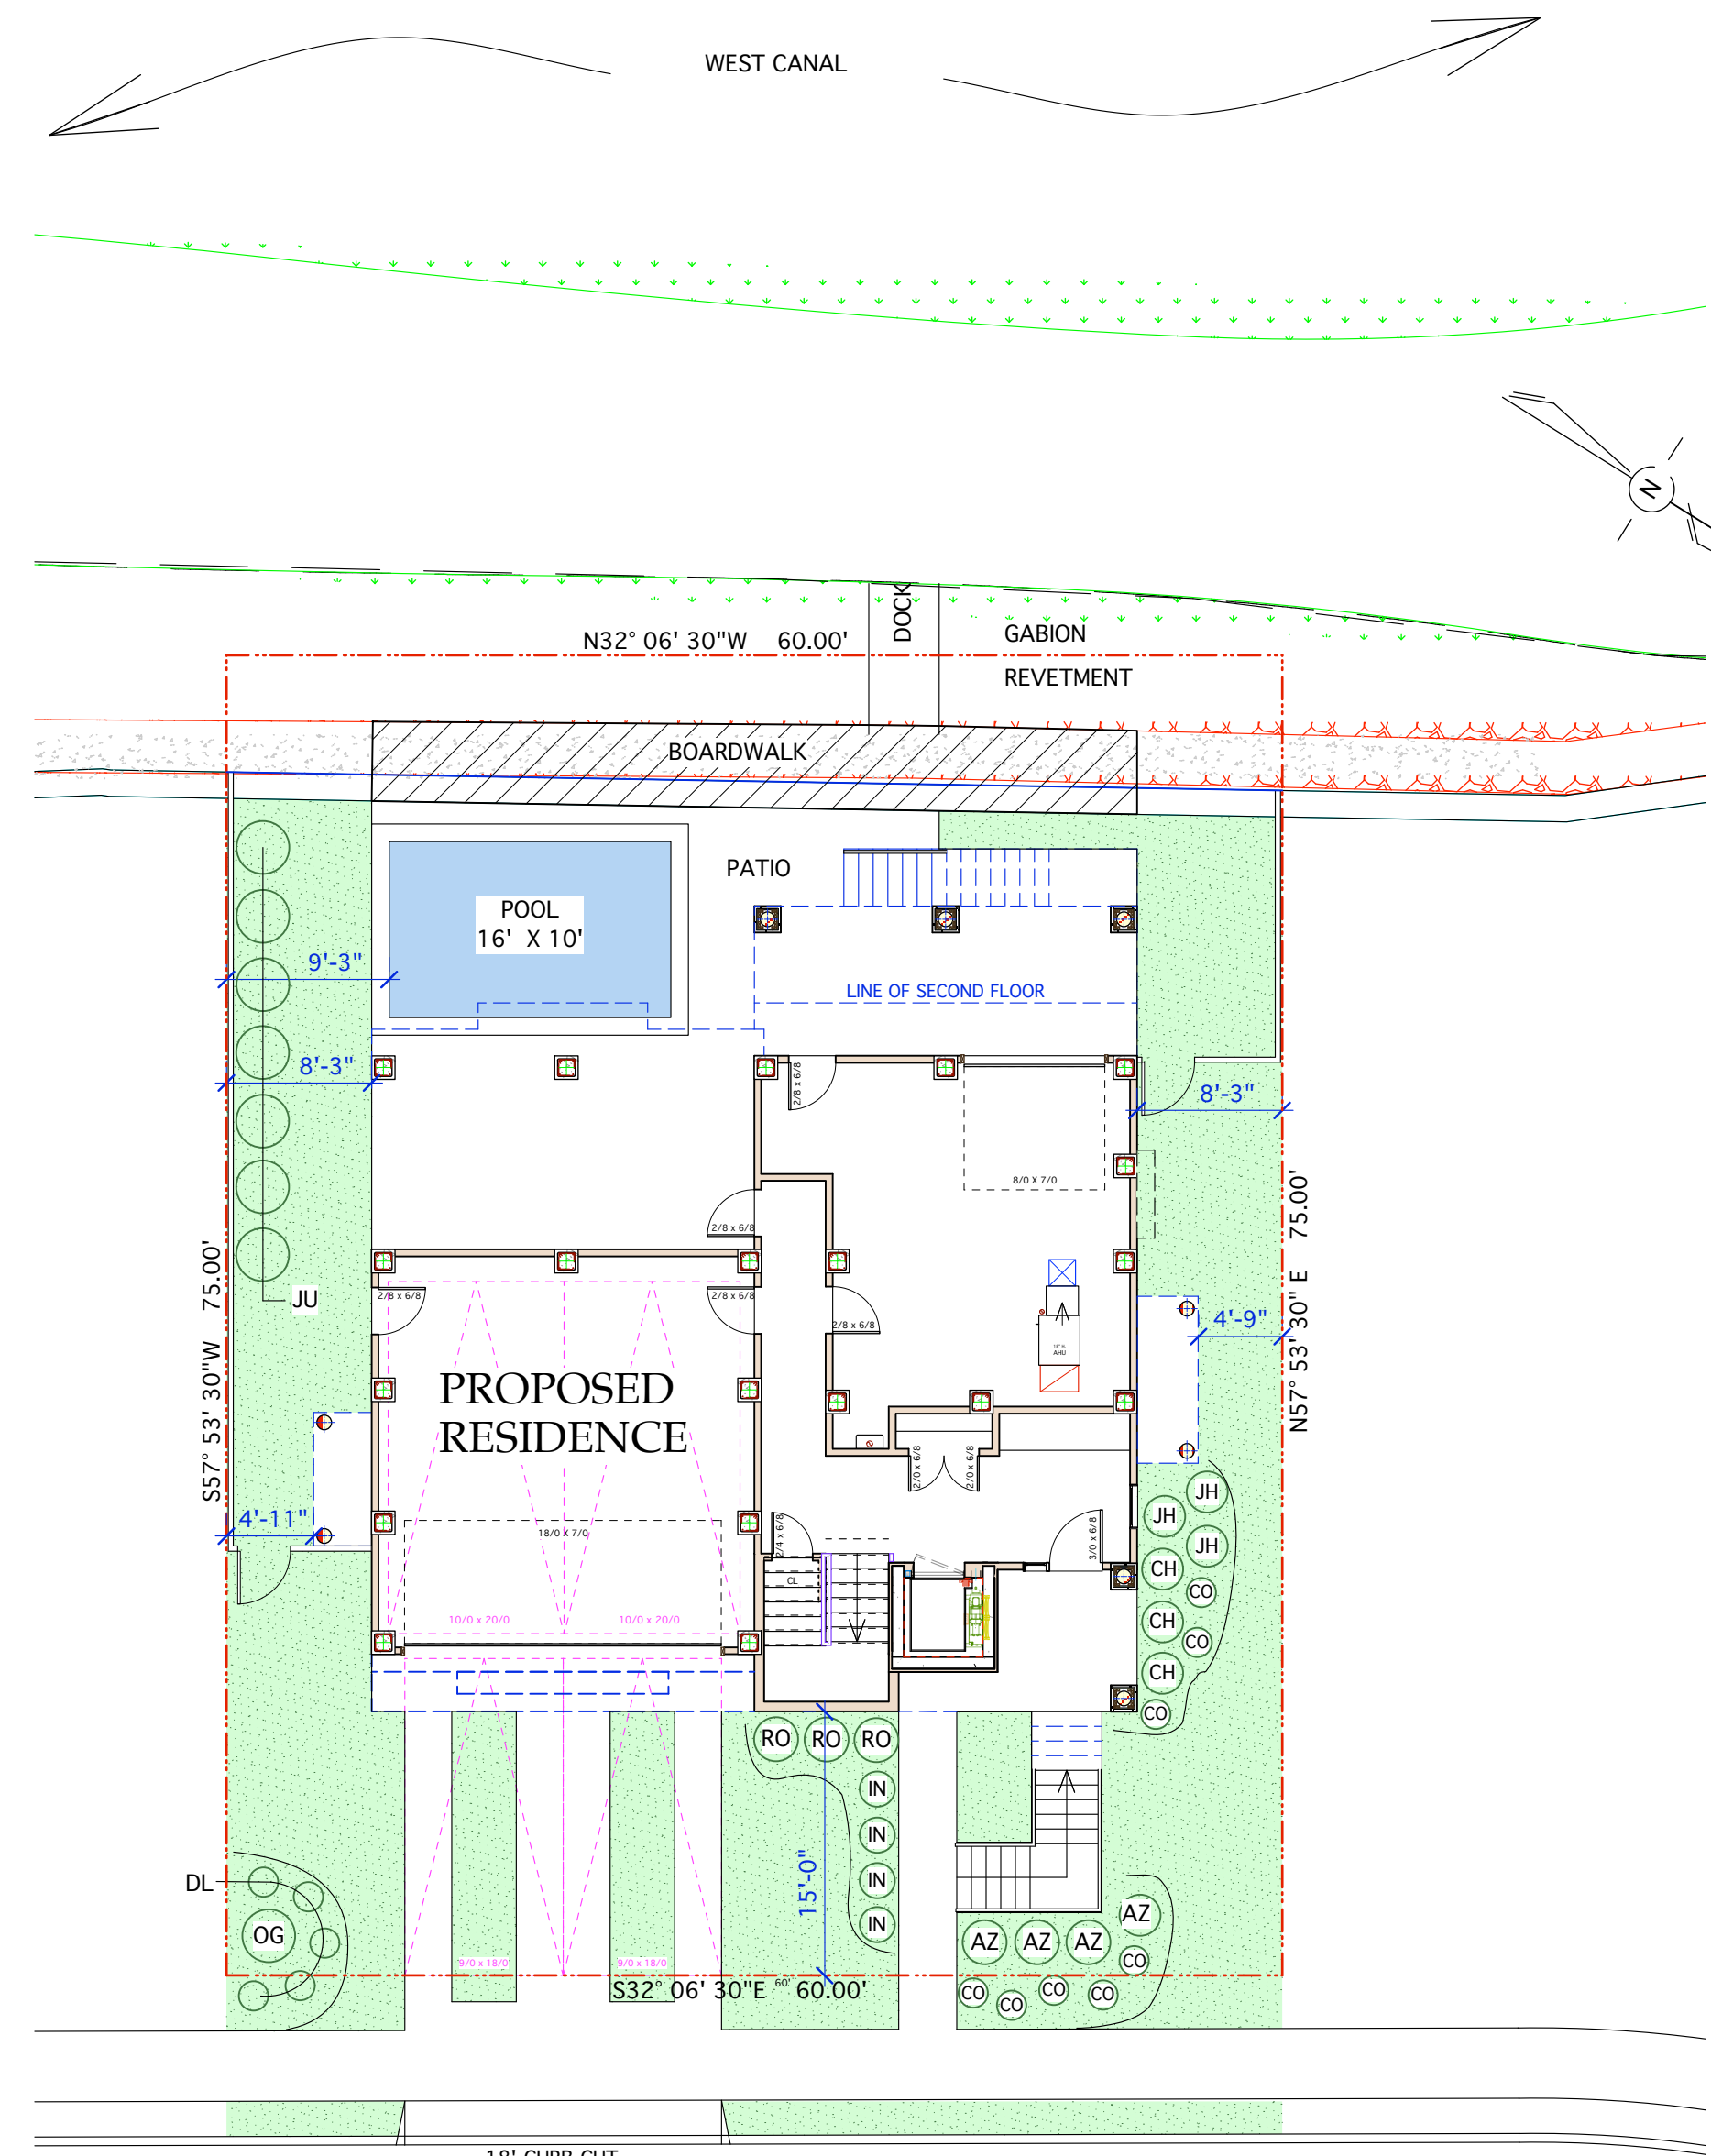 WEST CANAL
N
DOCK
N32° 06' 30"W 60.00'
GABION
REVETMENT
BOARDWALK
PATIO
POOL
16' X 10'
9'-3"
LINE OF SECOND FLOOR
8'-3"
2/8 x 6/8
8'-3"
8/0 X 7/0
S57° 53' 30"W 75.00'
N57° 53' 30" E 75.00'
2/8 x 6/8
JU
2/8 x 6/8
2/8 x 6/8
2/8 x 6/8
4'-9"
AHU
PROPOSED
RESIDENCE
2/0 x 6/8
2/0 x 6/8
4'-11"
18/0 X 7/0
2/4 x 6/8
3/0 x 6/8
CL
JH
JH
JH
CH
CO
CH
CO
CH
CO
10/0 x 20/0
10/0 x 20/0
RO
RO
RO
IN
IN
IN
IN
15'-0"
DL
OG
AZ
AZ
AZ
AZ
CO
9/0 x 18/0
9/0 x 18/0
S32° 06' 30"E 60' 60.00'
CO
CO
CO
CO
18' CURB CUT